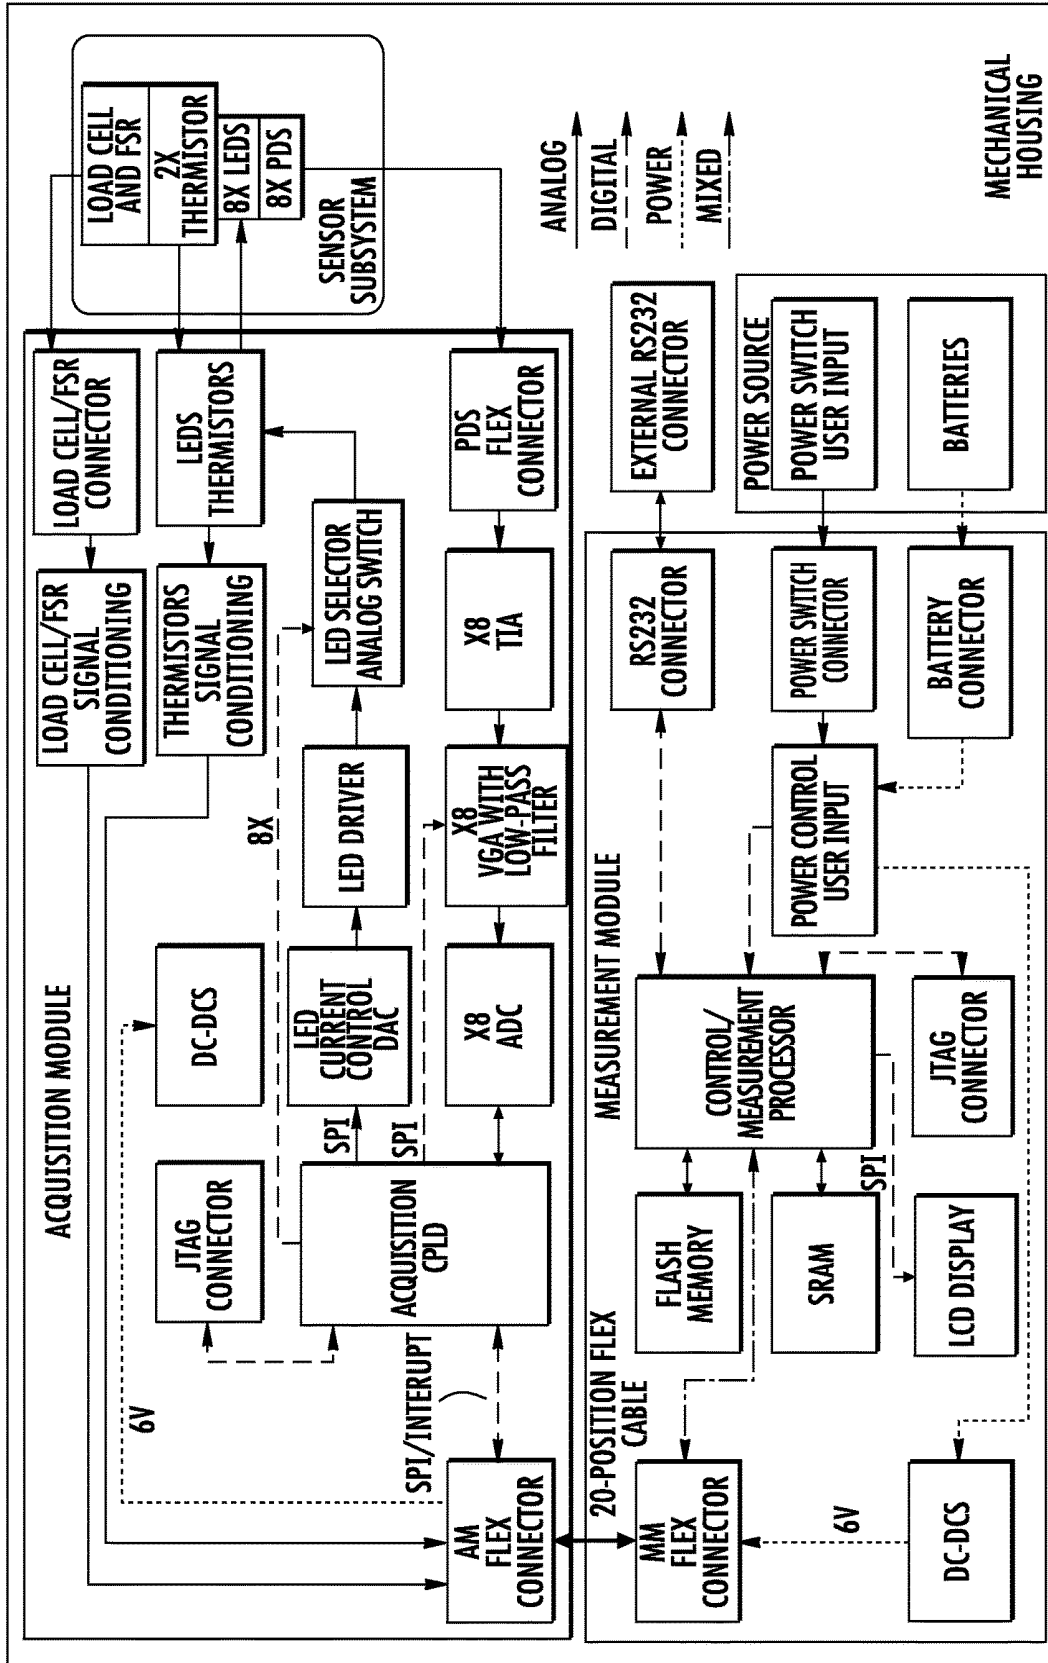 ACQUISITION MODULE
LOAD CELL/FSR
SIGNAL
CONDITIONING
LOAD CELL/FSR
CONNECTOR
LOAD CELL
AND FSR
2X
THERMISTOR
8X LEDS
8X PDS
SENSOR
SUBSYSTEM
6V
JTAG
CONNECTOR
DC-DCS
THERMISTORS
SIGNAL
CONDITIONING
LEDS
THERMISTORS
8X
SPI/INTERUPT
ACQUISITION
CPLD
SPI
LED
CURRENT
CONTROL
DAC
LED DRIVER
LED SELECTOR
ANALOG SWITCH
SPI
AM
FLEX
CONNECTOR
X8
ADC
X8
VGA WITH
LOW-PASS
FILTER
X8
TIA
PDS
FLEX
CONNECTOR
ANALOG
DIGITAL
POWER
MIXED
20-POSITION FLEX
CABLE
MEASUREMENT MODULE
MM
FLEX
CONNECTOR
FLASH
MEMORY
CONTROL/
MEASUREMENT
PROCESSOR
RS232
CONNECTOR
EXTERNAL RS232
CONNECTOR
POWER SOURCE
SRAM
POWER CONTROL
USER INPUT
POWER SWITCH
CONNECTOR
POWER SWITCH
USER INPUT
6V
SPI
DC-DCS
LCD DISPLAY
JTAG
CONNECTOR
BATTERY
CONNECTOR
BATTERIES
MECHANICAL
HOUSING